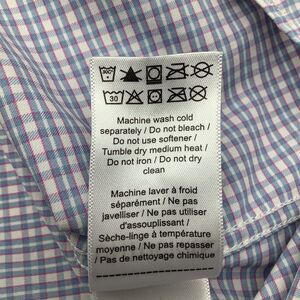 30
Machine wash cold
separately / Do not bleach /
Do not use softener /
Tumble dry medium heat /
Do not iron / Do not dry
clean
Machine laver à froid
séparément / Ne pas
javelliser / Ne pas utiliser
d'assouplissant /
Sèche-linge à température
moyenne / Ne pas repasser
/ Pas de nettoyage chimique